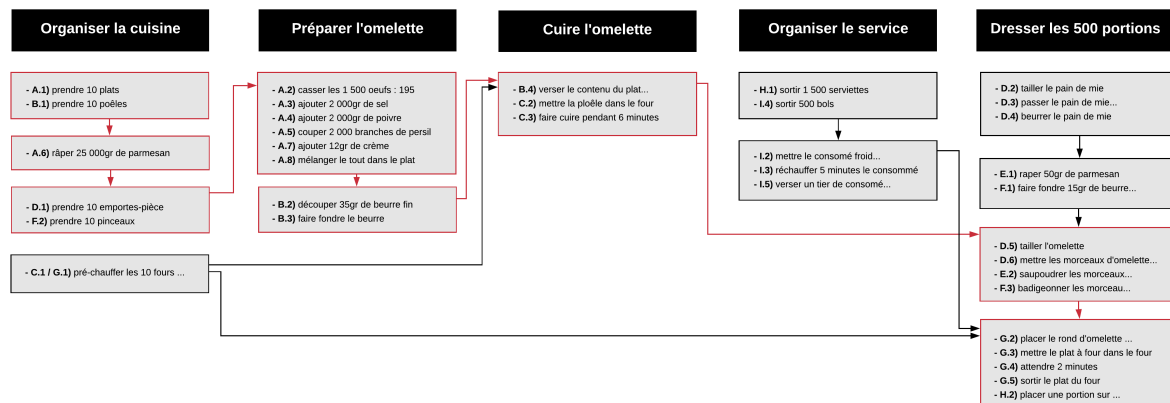 Organiser la cuisine
- A.1) prendre 10 plats
- B.1) prendre 10 poêles
- A.6) râper 25 000gr de parmesan
- D.1) prendre 10 emportes-pièce
- F.2) prendre 10 pinceaux
- C.1 / G.1) pré-chauffer les 10 fours ...
Préparer l'omelette
- A.2) casser les 1 500 oeufs : 195
- A.3) ajouter 2 000gr de sel
- A.4) ajouter 2 000gr de poivre
- A.5) couper 2 000 branches de persil
- A.7) ajouter 12gr de crème
- A.8) mélanger le tout dans le plat
- B.2) découper 35gr de beurre fin
- B.3) faire fondre le beurre
Cuire l'omelette
- B.4) verser le contenu du plat...
- C.2) mettre la ploêle dans le four
- C.3) faire cuire pendant 6 minutes
Organiser le service
- H.1) sortir 1 500 serviettes
- I.4) sortir 500 bols
- I.2) mettre le consomé froid...
- I.3) réchauffer 5 minutes le consommé
- I.5) verser un tier de consomé...
Dresser les 500 portions
- D.2) tailler le pain de mie
- D.3) passer le pain de mie...
- D.4) beurrer le pain de mie
- E.1) raper 50gr de parmesan
- F.1) faire fondre 15gr de beurre...
- D.5) tailler l'omelette
- D.6) mettre les morceaux d'omelette...
- E.2) saupoudrer les morceaux...
- F.3) badigeonner les morceau...
- G.2) placer le rond d'omelette ...
- G.3) mettre le plat à four dans le four
- G.4) attendre 2 minutes
- G.5) sortir le plat du four
- H.2) placer une portion sur ...